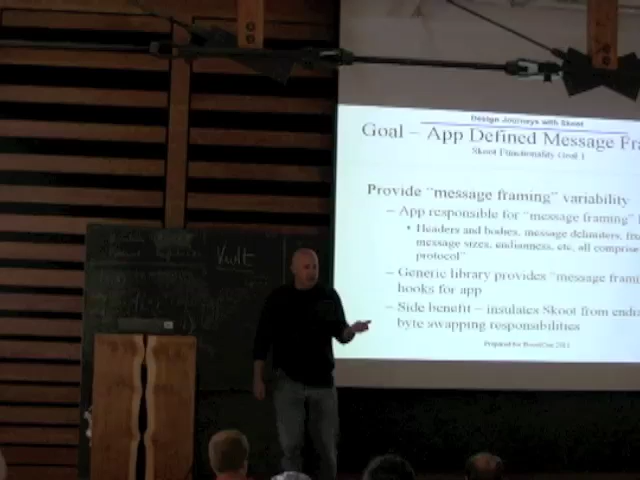 Design Journeys with Skoot
Goal – App Defined Message Fra
Skoot Functionality Goal 1
Provide "message framing" variability
– App responsible for "message framing"
• Headers and bodies, message delimiters,
message sizes, endianness, etc, all comprise
protocol"
– Generic library provides "message frami
hooks for app
– Side benefit – insulates Skoot from endia
byte swapping responsibilities
Prepared for BoostCon 2011
Vault